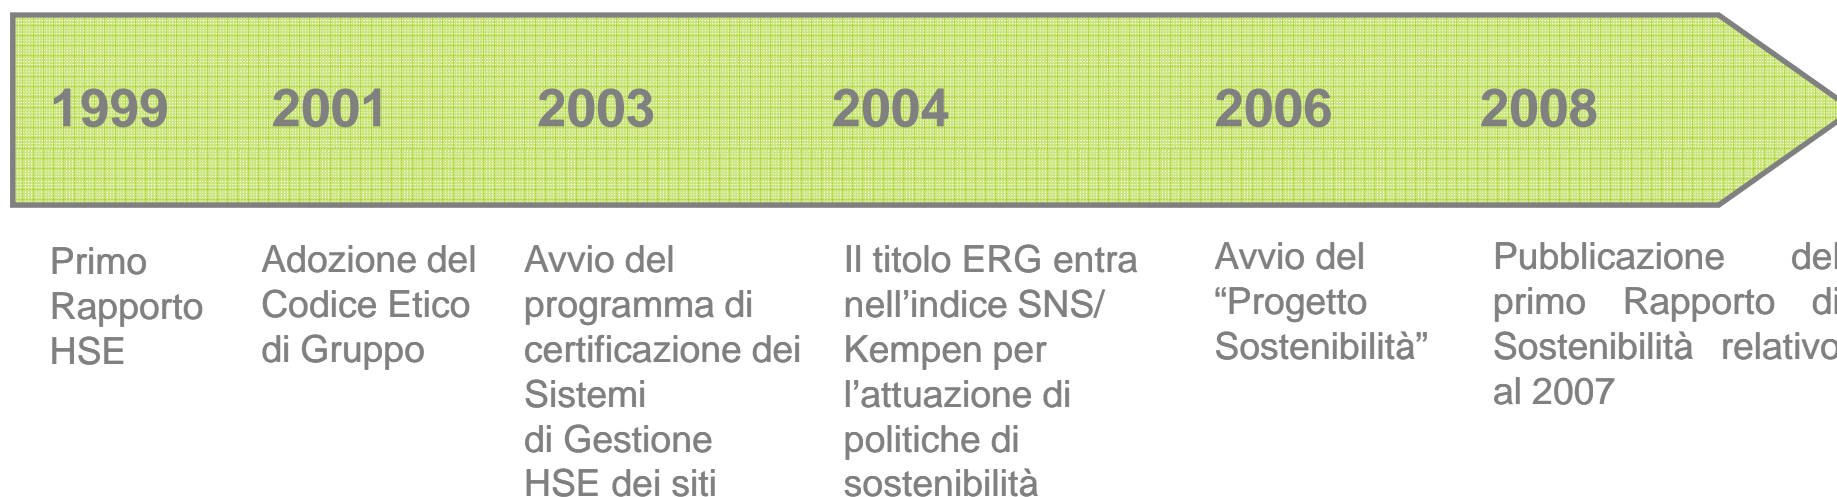 1999 2001 2003 2004 2006 2008
Primo
Rapporto
HSE
Adozione del
Codice Etico
di Gruppo
Avvio del
programma di
certificazione dei
Sistemi
di Gestione
HSE dei siti
Il titolo ERG entra
nell’indice SNS/
Kempen per
l’attuazione di
politiche di
sostenibilità
Avvio del
“Progetto
Sostenibilità”
Pubblicazione del
primo Rapporto di
Sostenibilità relativo
al 2007